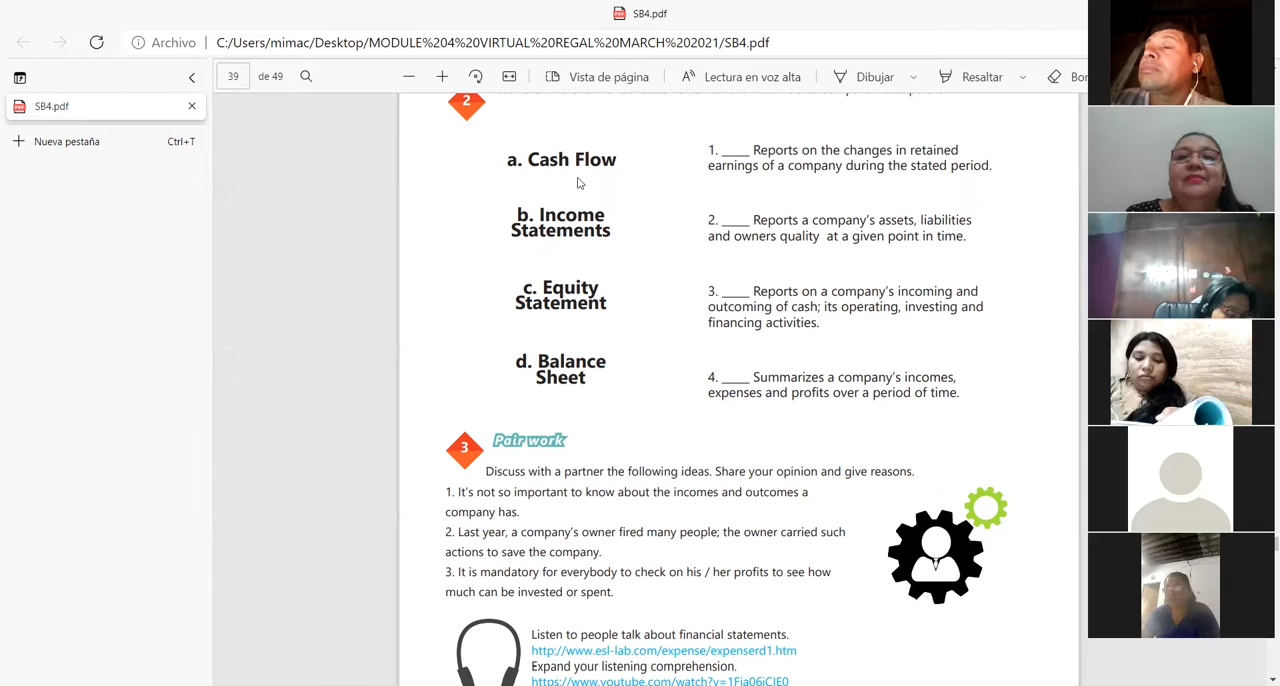 SB4.pdf
Archivo
C:/Users/mimac/Desktop/MODULE%204%20VIRTUAL%20REGAL%20MARCH%202021/SB4.pdf
39 de 49
Vista de página
Lectura en voz alta
Dibujar
Resaltar
Bor
SB4.pdf
Nueva pestaña Ctrl+T
2
a. Cash Flow
b. Income
Statements
c. Equity
Statement
d. Balance
Sheet
1. ____ Reports on the changes in retained
earnings of a company during the stated period.
2. ____ Reports a company's assets, liabilities
and owners quality at a given point in time.
3. ____ Reports on a company's incoming and
outcoming of cash; its operating, investing and
financing activities.
4. ____ Summarizes a company's incomes,
expenses and profits over a period of time.
3
Pair work
Discuss with a partner the following ideas. Share your opinion and give reasons.
1. It's not so important to know about the incomes and outcomes a
company has.
2. Last year, a company's owner fired many people; the owner carried such
actions to save the company.
3. It is mandatory for everybody to check on his / her profits to see how
much can be invested or spent.
Listen to people talk about financial statements.
http://www.esl-lab.com/expense/expenserd1.htm
Expand your listening comprehension.